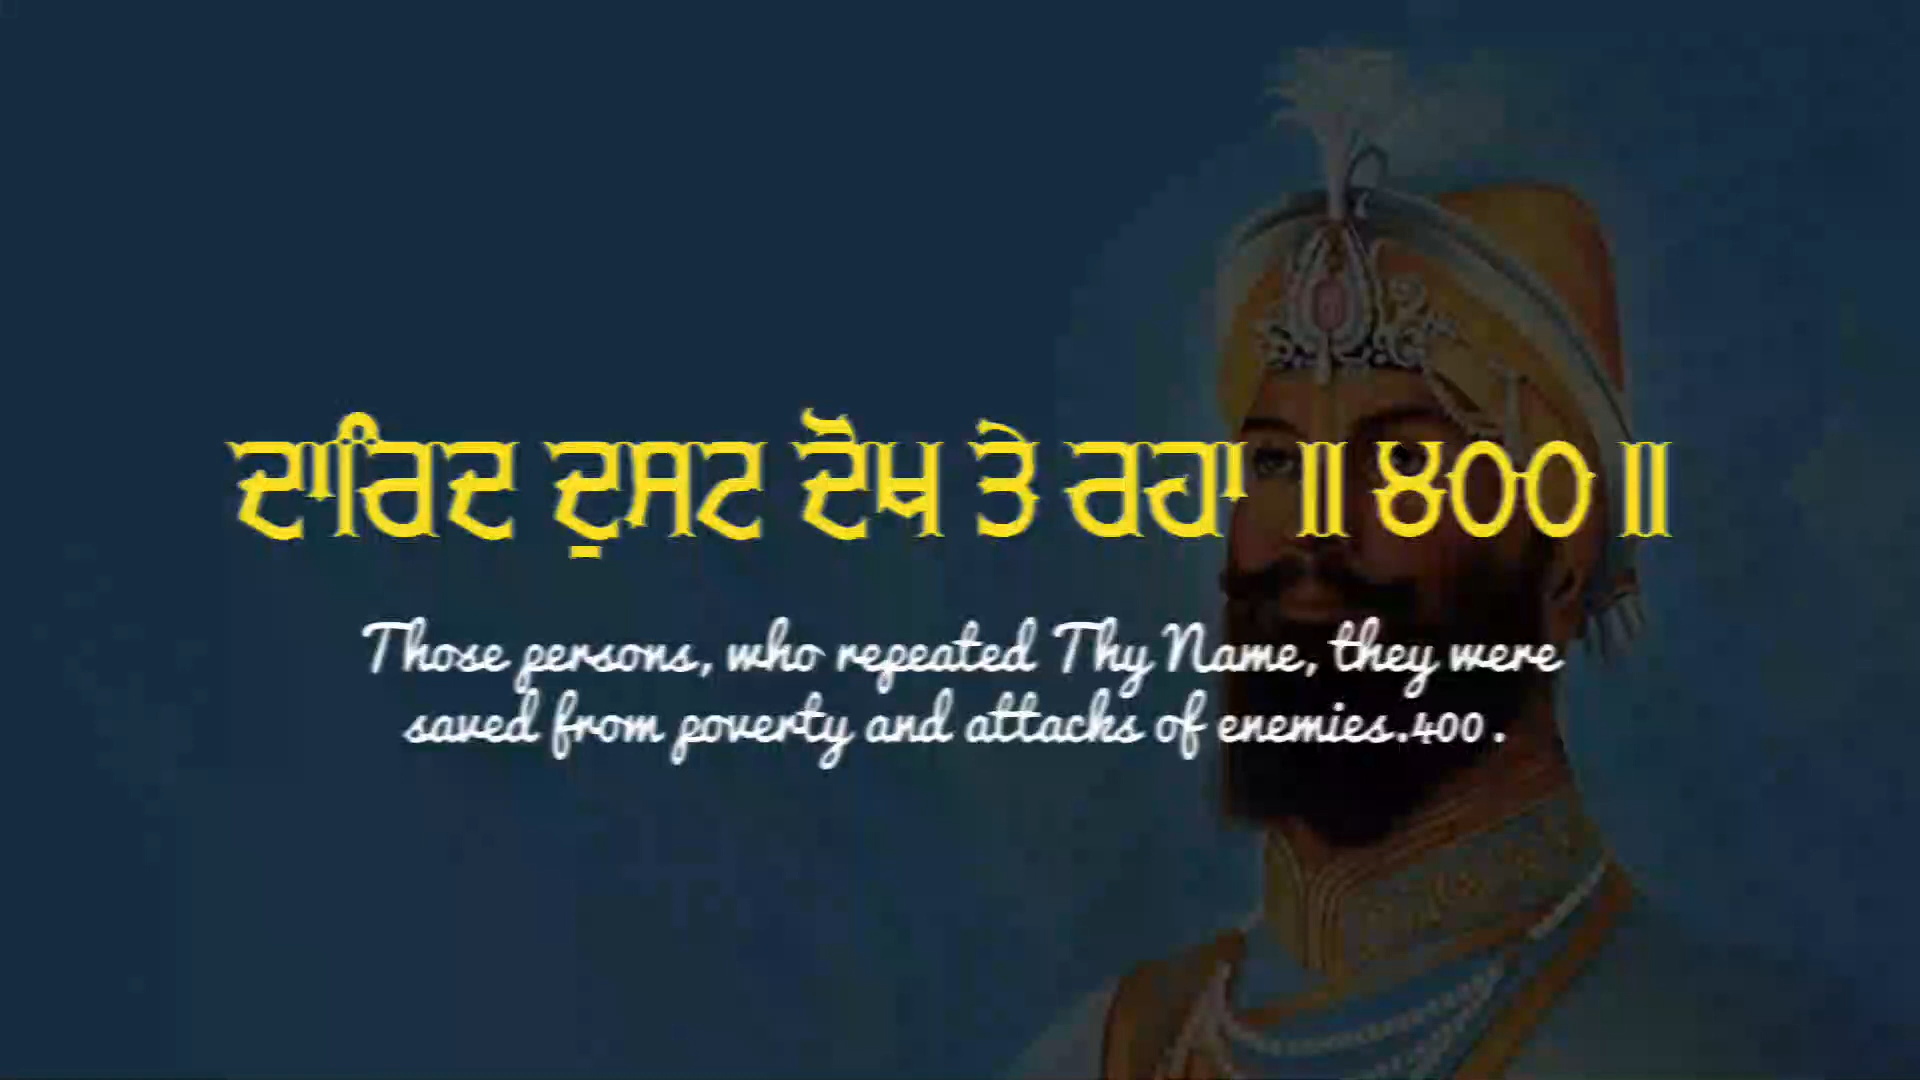 ਦਾਰਿਦ ਦੁਸਟ ਦੋਖ ਤੇ ਰਹਾ ॥ ੪੦੦ ॥
Those persons, who repeated Thy Name, they were
saved from poverty and attacks of enemies.400.